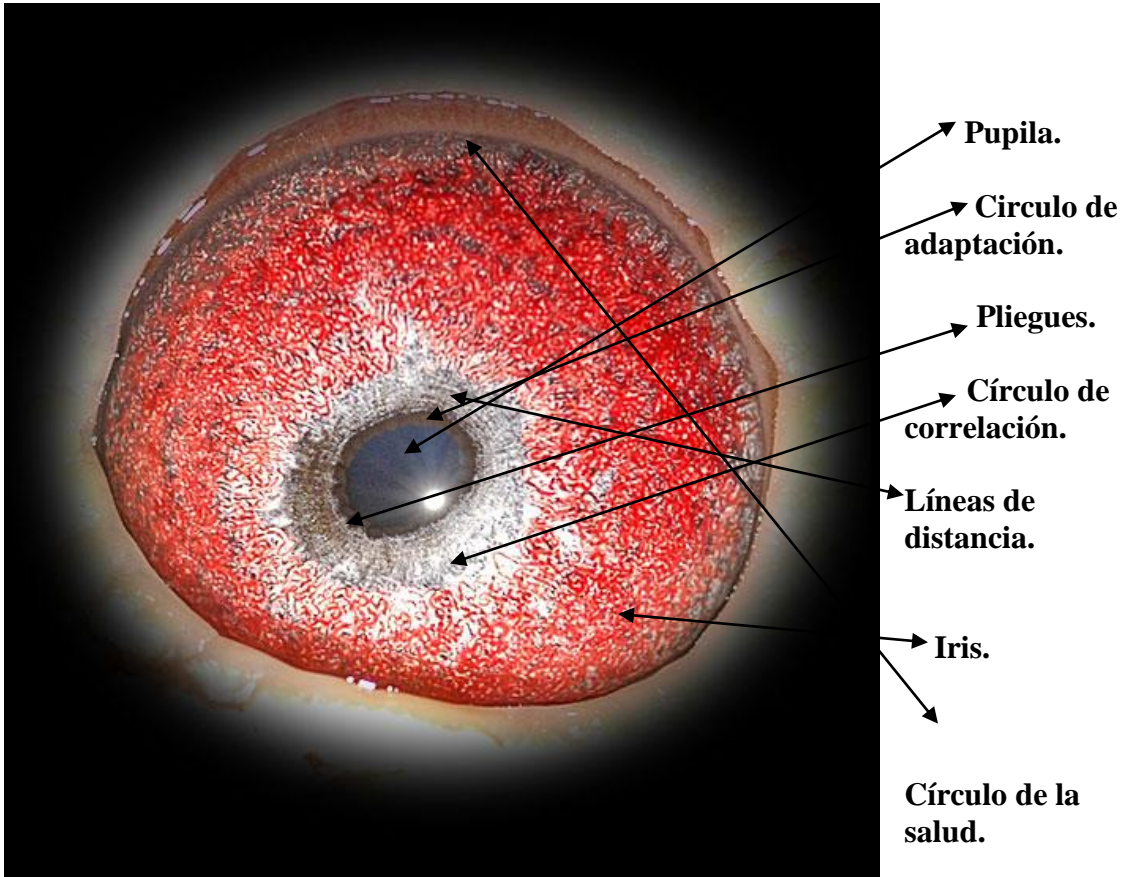 Pupila.
Circulo de
adaptación.
Pliegues.
Círculo de
correlación.
Líneas de
distancia.
Iris.
Círculo de la
salud.